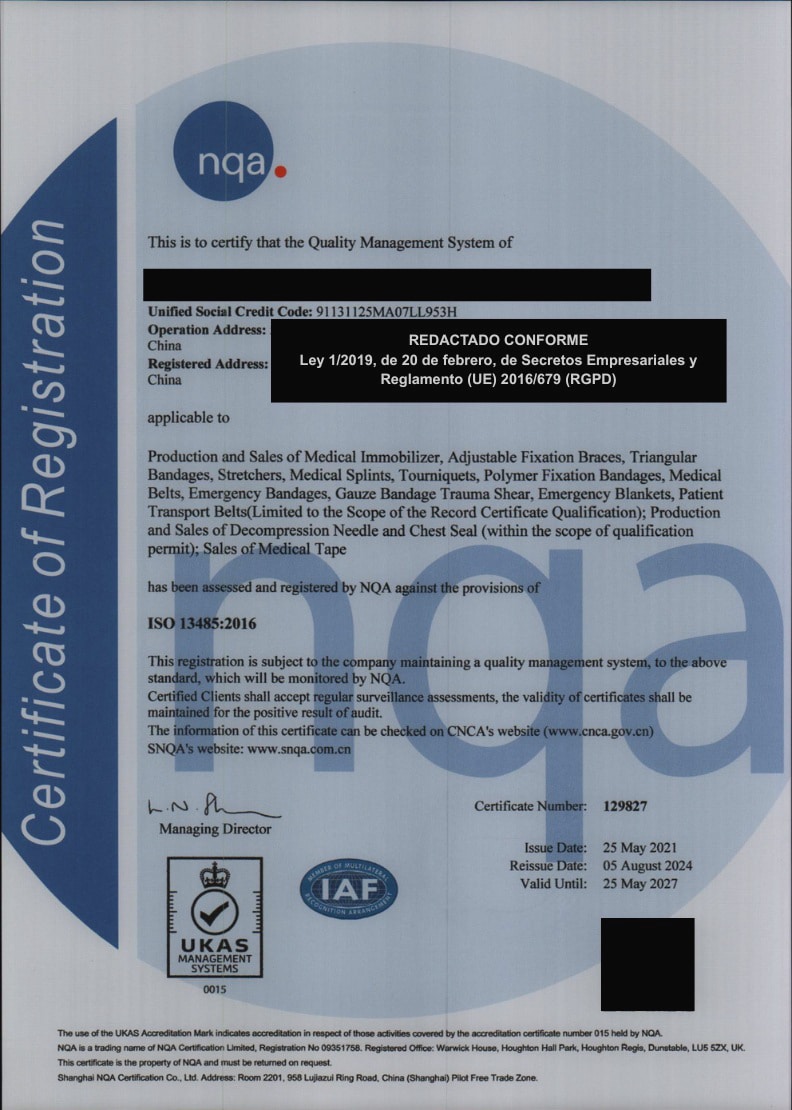 nqa.
Certificate of Registration
This is to certify that the Quality Management System of
Unified Social Credit Code: 91131125MA07LL953H
Operation Address:
China
Registered Address:
China
REDACTADO CONFORME
Ley 1/2019, de 20 de febrero, de Secretos Empresariales y
Reglamento (UE) 2016/679 (RGPD)
applicable to
Production and Sales of Medical Immobilizer, Adjustable Fixation Braces, Triangular
Bandages, Stretchers, Medical Splints, Tourniquets, Polymer Fixation Bandages, Medical
Belts, Emergency Bandages, Gauze Bandage Trauma Shear, Emergency Blankets, Patient
Transport Belts(Limited to the Scope of the Record Certificate Qualification); Production
and Sales of Decompression Needle and Chest Seal (within the scope of qualification
permit); Sales of Medical Tape
has been assessed and registered by NQA against the provisions of
ISO 13485:2016
This registration is subject to the company maintaining a quality management system, to the above
standard, which will be monitored by NQA.
Certified Clients shall accept regular surveillance assessments, the validity of certificates shall be
maintained for the positive result of audit.
The information of this certificate can be checked on CNCA's website (www.cnca.gov.cn)
SNQA's website: www.snqa.com.cn
nqa
Managing Director
Certificate Number: 129827
Issue Date: 25 May 2021
Reissue Date: 05 August 2024
Valid Until: 25 May 2027
UKAS
MANAGEMENT
SYSTEMS
0015
MEMBER OF MULTILATERAL
IAF
RECOGNITION ARRANGEMENT
The use of the UKAS Accreditation Mark indicates accreditation in respect of those activities covered by the accreditation certificate number 015 held by NQA.
NQA is a trading name of NQA Certification Limited, Registration No 09351758. Registered Office: Warwick House, Houghton Hall Park, Houghton Regis, Dunstable, LU5 5ZX, UK.
This certificate is the property of NQA and must be returned on request.
Shanghai NQA Certification Co., Ltd. Address: Room 2201, 958 Lujiazui Ring Road, China (Shanghai) Pilot Free Trade Zone.